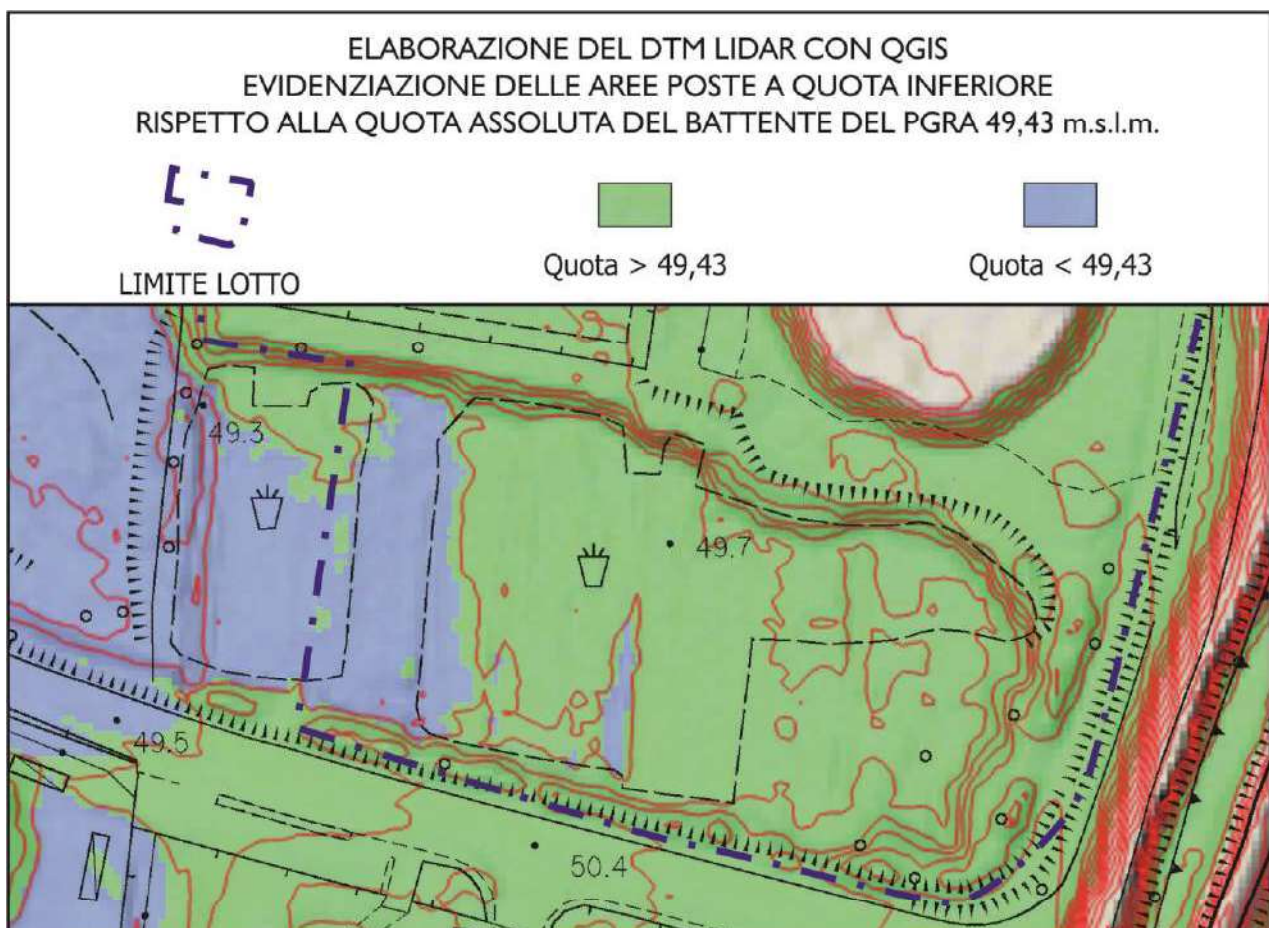 ELABORAZIONE DEL DTM LIDAR CON QGIS
EVIDENZIAZIONE DELLE AREE POSTE A QUOTA INFERIORE
RISPETTO ALLA QUOTA ASSOLUTA DEL BATTENTE DEL PGRA 49,43 m.s.l.m.
LIMITE LOTTO
Quota > 49,43
Quota < 49,43
49.3
49.7
49.5
50.4